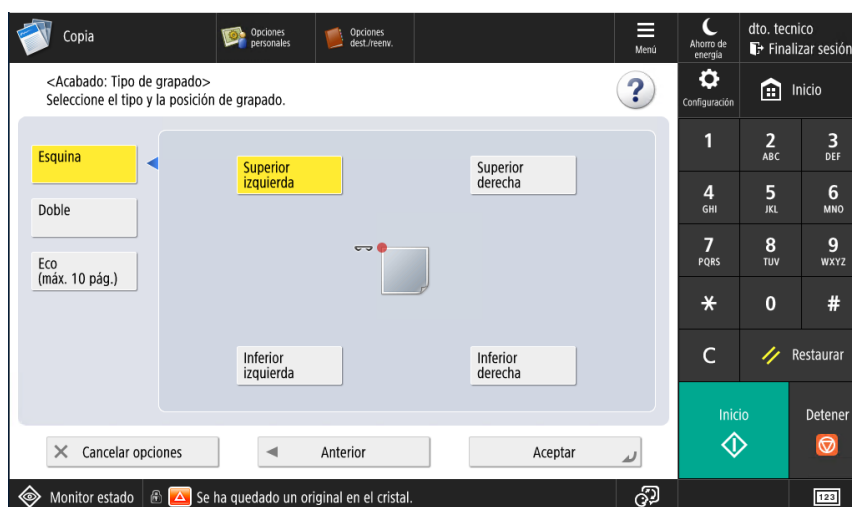 Copia
Opciones
personales
Opciones
dest./reenv.
Menú
Ahorro de
energía
dto. tecnico
Finalizar sesión
<Acabado: Tipo de grapado>
Seleccione el tipo y la posición de grapado.
?
Configuración
Inicio
Esquina
Doble
Eco
(máx. 10 pág.)
Superior
izquierda
Superior
derecha
Inferior
izquierda
Inferior
derecha
1
2
ABC
3
DEF
4
GHI
5
JKL
6
MNO
7
PQRS
8
TUV
9
WXYZ
*
0
#
C
Restaurar
Inicio
Detener
Cancelar opciones
Anterior
Aceptar
Monitor estado
Se ha quedado un original en el cristal.
123